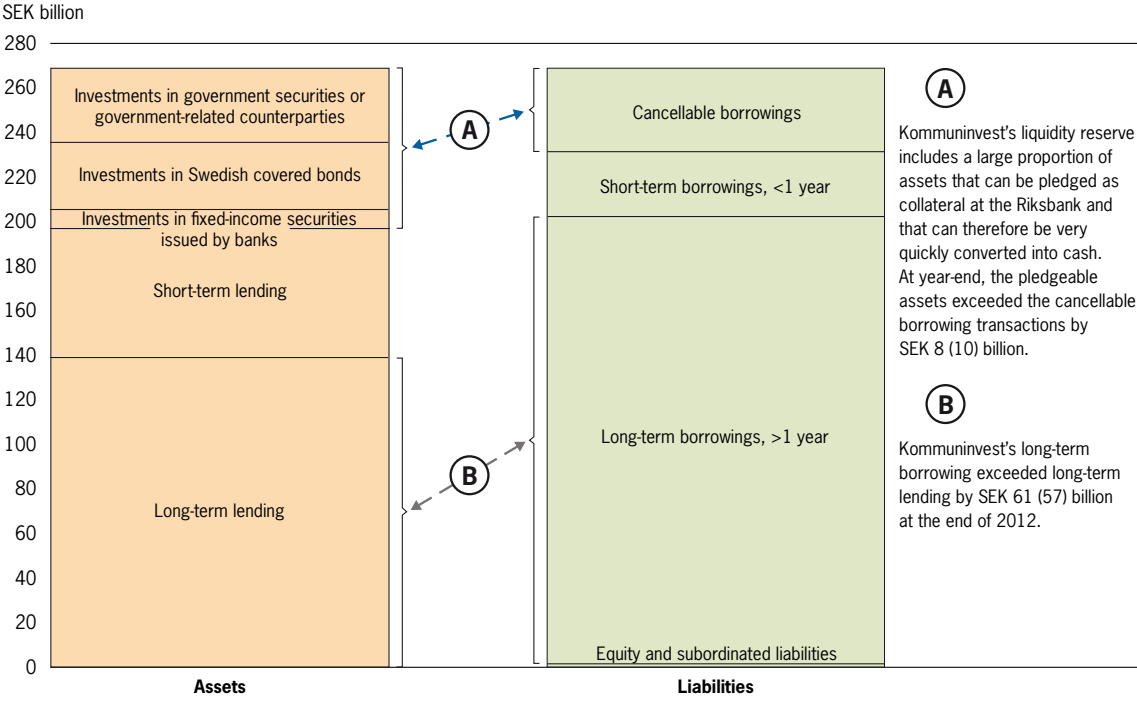 SEK billion
280
260
240
220
200
180
160
140
120
100
80
60
40
20
0
Investments in government securities or
government-related counterparties
Investments in Swedish covered bonds
Investments in fixed-income securities
issued by banks
Short-term lending
Long-term lending
Assets
A
B
Cancellable borrowings
Short-term borrowings, <1 year
Long-term borrowings, >1 year
Equity and subordinated liabilities
Liabilities
A
Kommuninvest's liquidity reserve
includes a large proportion of
assets that can be pledged as
collateral at the Riksbank and
that can therefore be very
quickly converted into cash.
At year-end, the pledgeable
assets exceeded the cancellable
borrowing transactions by
SEK 8 (10) billion.
B
Kommuninvest's long-term
borrowing exceeded long-term
lending by SEK 61 (57) billion
at the end of 2012.